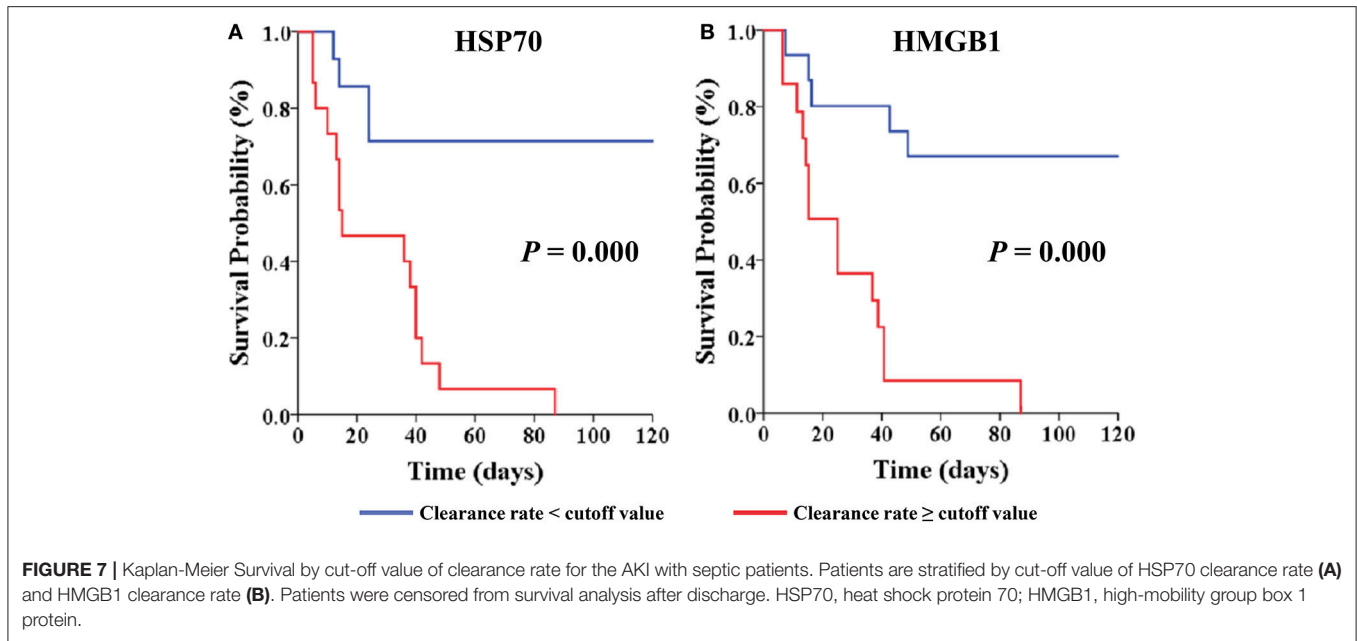 A
HSP70
1.0
0.8
0.6
0.4
0.2
0.0
Survival Probability (%)
P = 0.000
0 20 40 60 80 100 120
Time (days)
B
HMGB1
1.0
0.8
0.6
0.4
0.2
0.0
Survival Probability (%)
P = 0.000
0 20 40 60 80 100 120
Time (days)
Clearance rate < cutoff value
Clearance rate ≥ cutoff value
FIGURE 7 | Kaplan-Meier Survival by cut-off value of clearance rate for the AKI with septic patients. Patients are stratified by cut-off value of HSP70 clearance rate (A)
and HMGB1 clearance rate (B). Patients were censored from survival analysis after discharge. HSP70, heat shock protein 70; HMGB1, high-mobility group box 1
protein.